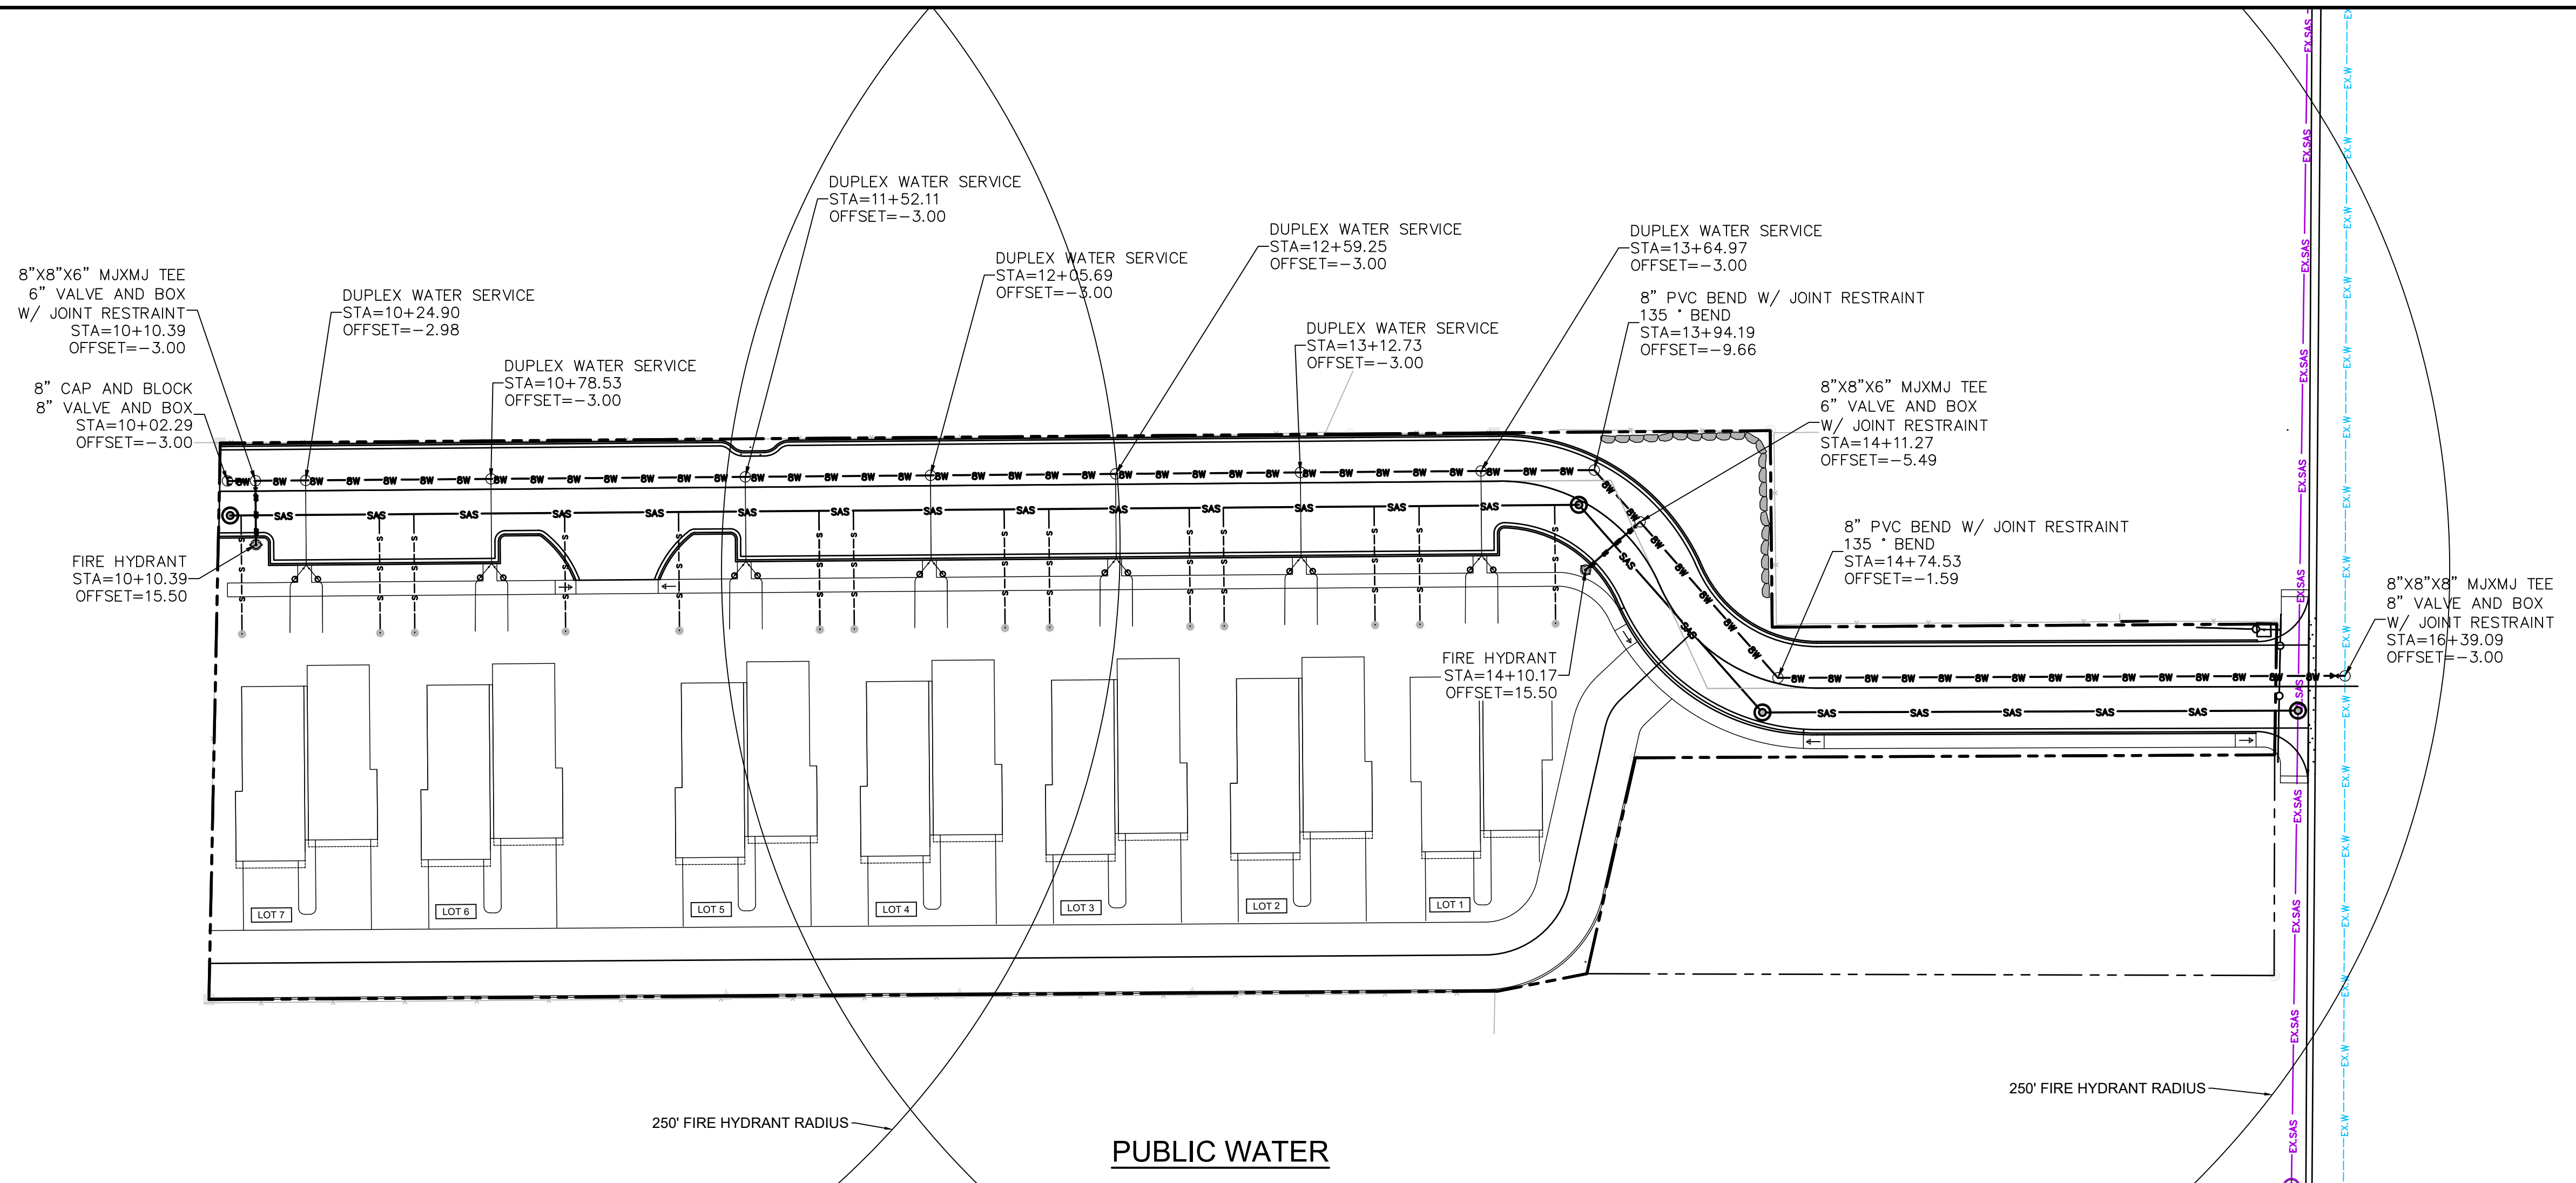 DUPLEX WATER SERVICE
STA=11+52.11
OFFSET=−3.00
DUPLEX WATER SERVICE
STA=12+05.69
OFFSET=−3.00
DUPLEX WATER SERVICE
STA=12+59.25
OFFSET=−3.00
DUPLEX WATER SERVICE
STA=13+64.97
OFFSET=−3.00
8"X8"X6" MJXMJ TEE
6" VALVE AND BOX
W/ JOINT RESTRAINT
STA=10+10.39
OFFSET=−3.00
DUPLEX WATER SERVICE
STA=10+24.90
OFFSET=−2.98
8" PVC BEND W/ JOINT RESTRAINT
135 ° BEND
STA=13+94.19
OFFSET=−9.66
DUPLEX WATER SERVICE
STA=13+12.73
OFFSET=−3.00
DUPLEX WATER SERVICE
STA=10+78.53
OFFSET=−3.00
8" CAP AND BLOCK
8" VALVE AND BOX
STA=10+02.29
OFFSET=−3.00
8"X8"X6" MJXMJ TEE
6" VALVE AND BOX
W/ JOINT RESTRAINT
STA=14+11.27
OFFSET=−5.49
8" PVC BEND W/ JOINT RESTRAINT
135 ° BEND
STA=14+74.53
OFFSET=−1.59
FIRE HYDRANT
STA=10+10.39
OFFSET=15.50
8"X8"X8" MJXMJ TEE
8" VALVE AND BOX
W/ JOINT RESTRAINT
STA=16+39.09
OFFSET=−3.00
FIRE HYDRANT
STA=14+10.17
OFFSET=15.50
8W
SAS
S
EX.SAS
EX.W
LOT 7
LOT 6
LOT 5
LOT 4
LOT 3
LOT 2
LOT 1
250' FIRE HYDRANT RADIUS
250' FIRE HYDRANT RADIUS
PUBLIC WATER